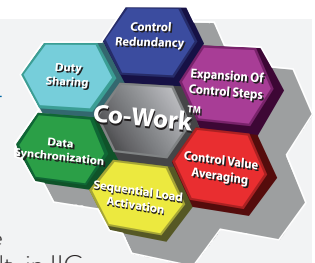 Control
Redundancy
Duty
Sharing
Expansion Of
Control Steps
Co-Work™
Data
Synchronization
Control Value
Averaging
Sequential Load
Activation